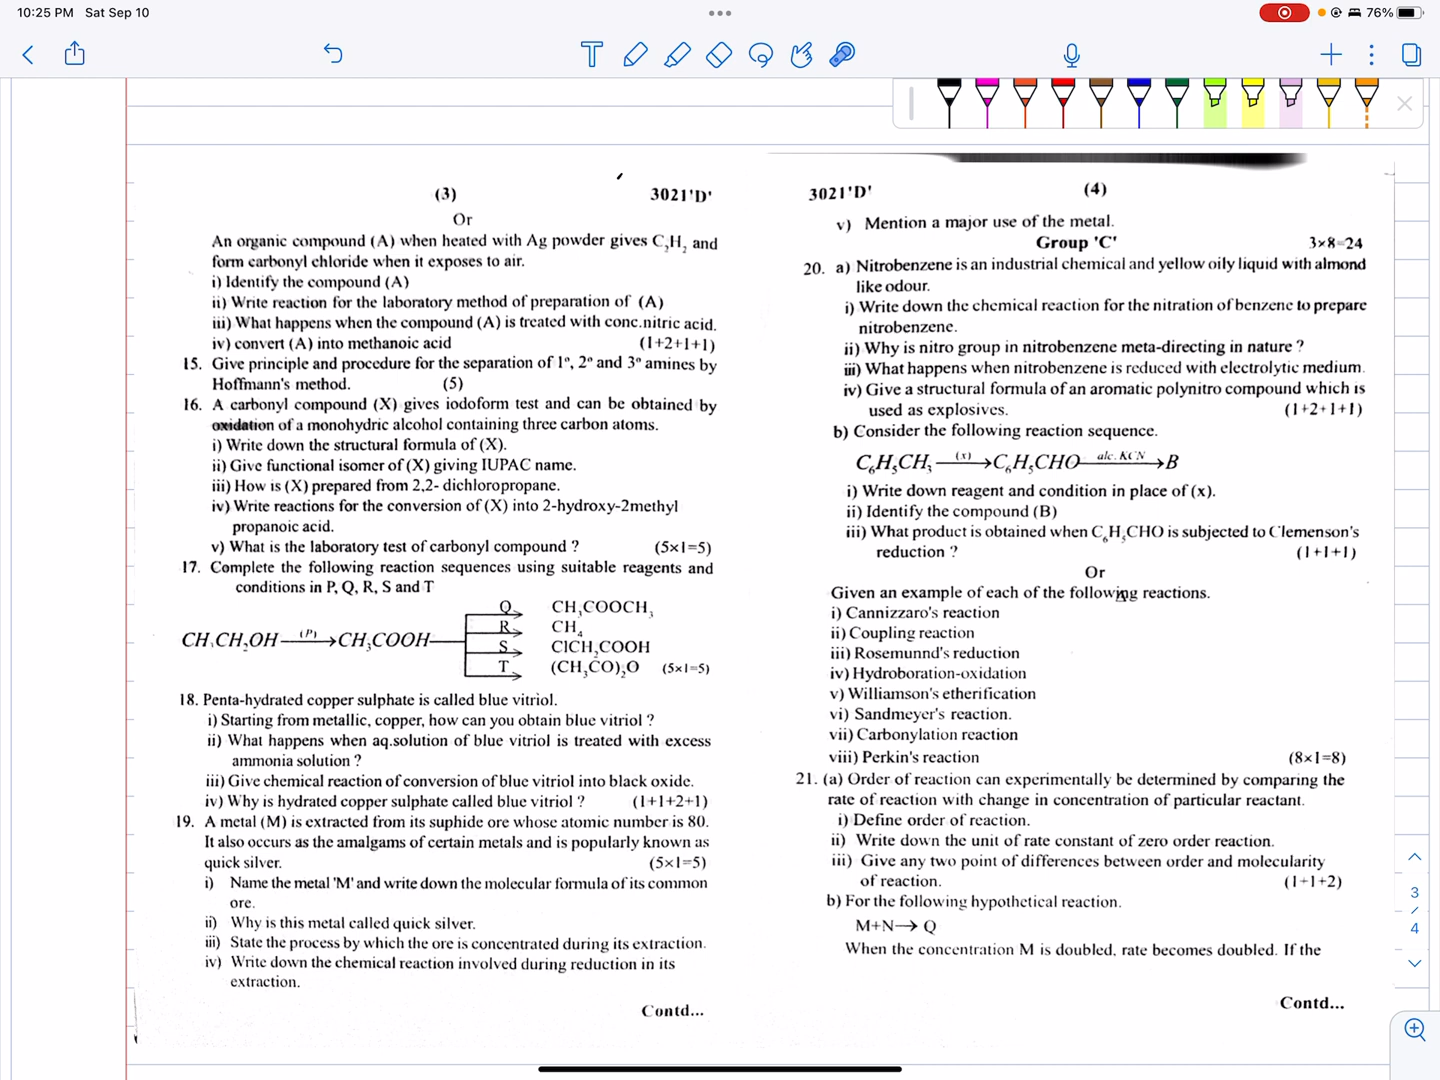 10:25 PM Sat Sep 10
76%
(3) 3021'D'
Or
An organic compound (A) when heated with Ag powder gives C₂H₂ and
form carbonyl chloride when it exposes to air.
i) Identify the compound (A)
ii) Write reaction for the laboratory method of preparation of (A)
iii) What happens when the compound (A) is treated with conc.nitric acid.
iv) convert (A) into methanoic acid (1+2+1+1)
15. Give principle and procedure for the separation of 1º, 2º and 3º amines by
Hoffmann's method. (5)
16. A carbonyl compound (X) gives iodoform test and can be obtained by
oxidation of a monohydric alcohol containing three carbon atoms.
i) Write down the structural formula of (X).
ii) Give functional isomer of (X) giving IUPAC name.
iii) How is (X) prepared from 2,2- dichloropropane.
iv) Write reactions for the conversion of (X) into 2-hydroxy-2methyl
propanoic acid.
v) What is the laboratory test of carbonyl compound ? (5×1=5)
17. Complete the following reaction sequences using suitable reagents and
conditions in P, Q, R, S and T
Q CH₃COOCH₃
R CH₄
CH₃CH₂OH (P) → CH₃COOH S ClCH₂COOH
T (CH₃CO)₂O (5×1=5)
18. Penta-hydrated copper sulphate is called blue vitriol.
i) Starting from metallic, copper, how can you obtain blue vitriol ?
ii) What happens when aq.solution of blue vitriol is treated with excess
ammonia solution ?
iii) Give chemical reaction of conversion of blue vitriol into black oxide.
iv) Why is hydrated copper sulphate called blue vitriol ? (1+1+2+1)
19. A metal (M) is extracted from its suphide ore whose atomic number is 80.
It also occurs as the amalgams of certain metals and is popularly known as
quick silver. (5×1=5)
i) Name the metal 'M' and write down the molecular formula of its common
ore.
ii) Why is this metal called quick silver.
iii) State the process by which the ore is concentrated during its extraction.
iv) Write down the chemical reaction involved during reduction in its
extraction.
Contd...
3021'D' (4)
v) Mention a major use of the metal.
Group 'C' 3×8=24
20. a) Nitrobenzene is an industrial chemical and yellow oily liquid with almond
like odour.
i) Write down the chemical reaction for the nitration of benzene to prepare
nitrobenzene.
ii) Why is nitro group in nitrobenzene meta-directing in nature ?
iii) What happens when nitrobenzene is reduced with electrolytic medium.
iv) Give a structural formula of an aromatic polynitro compound which is
used as explosives. (1+2+1+1)
b) Consider the following reaction sequence.
C₆H₅CH₃ (x) → C₆H₅CHO alc. KCN → B
i) Write down reagent and condition in place of (x).
ii) Identify the compound (B)
iii) What product is obtained when C₆H₅CHO is subjected to Clemenson's
reduction ? (1+1+1)
Or
Given an example of each of the following reactions.
i) Cannizzaro's reaction
ii) Coupling reaction
iii) Rosemunnd's reduction
iv) Hydroboration-oxidation
v) Williamson's etherification
vi) Sandmeyer's reaction.
vii) Carbonylation reaction
viii) Perkin's reaction (8×1=8)
21. (a) Order of reaction can experimentally be determined by comparing the
rate of reaction with change in concentration of particular reactant.
i) Define order of reaction.
ii) Write down the unit of rate constant of zero order reaction.
iii) Give any two point of differences between order and molecularity
of reaction. (1+1+2)
b) For the following hypothetical reaction.
M+N→ Q
When the concentration M is doubled, rate becomes doubled. If the
Contd...
3
/
4